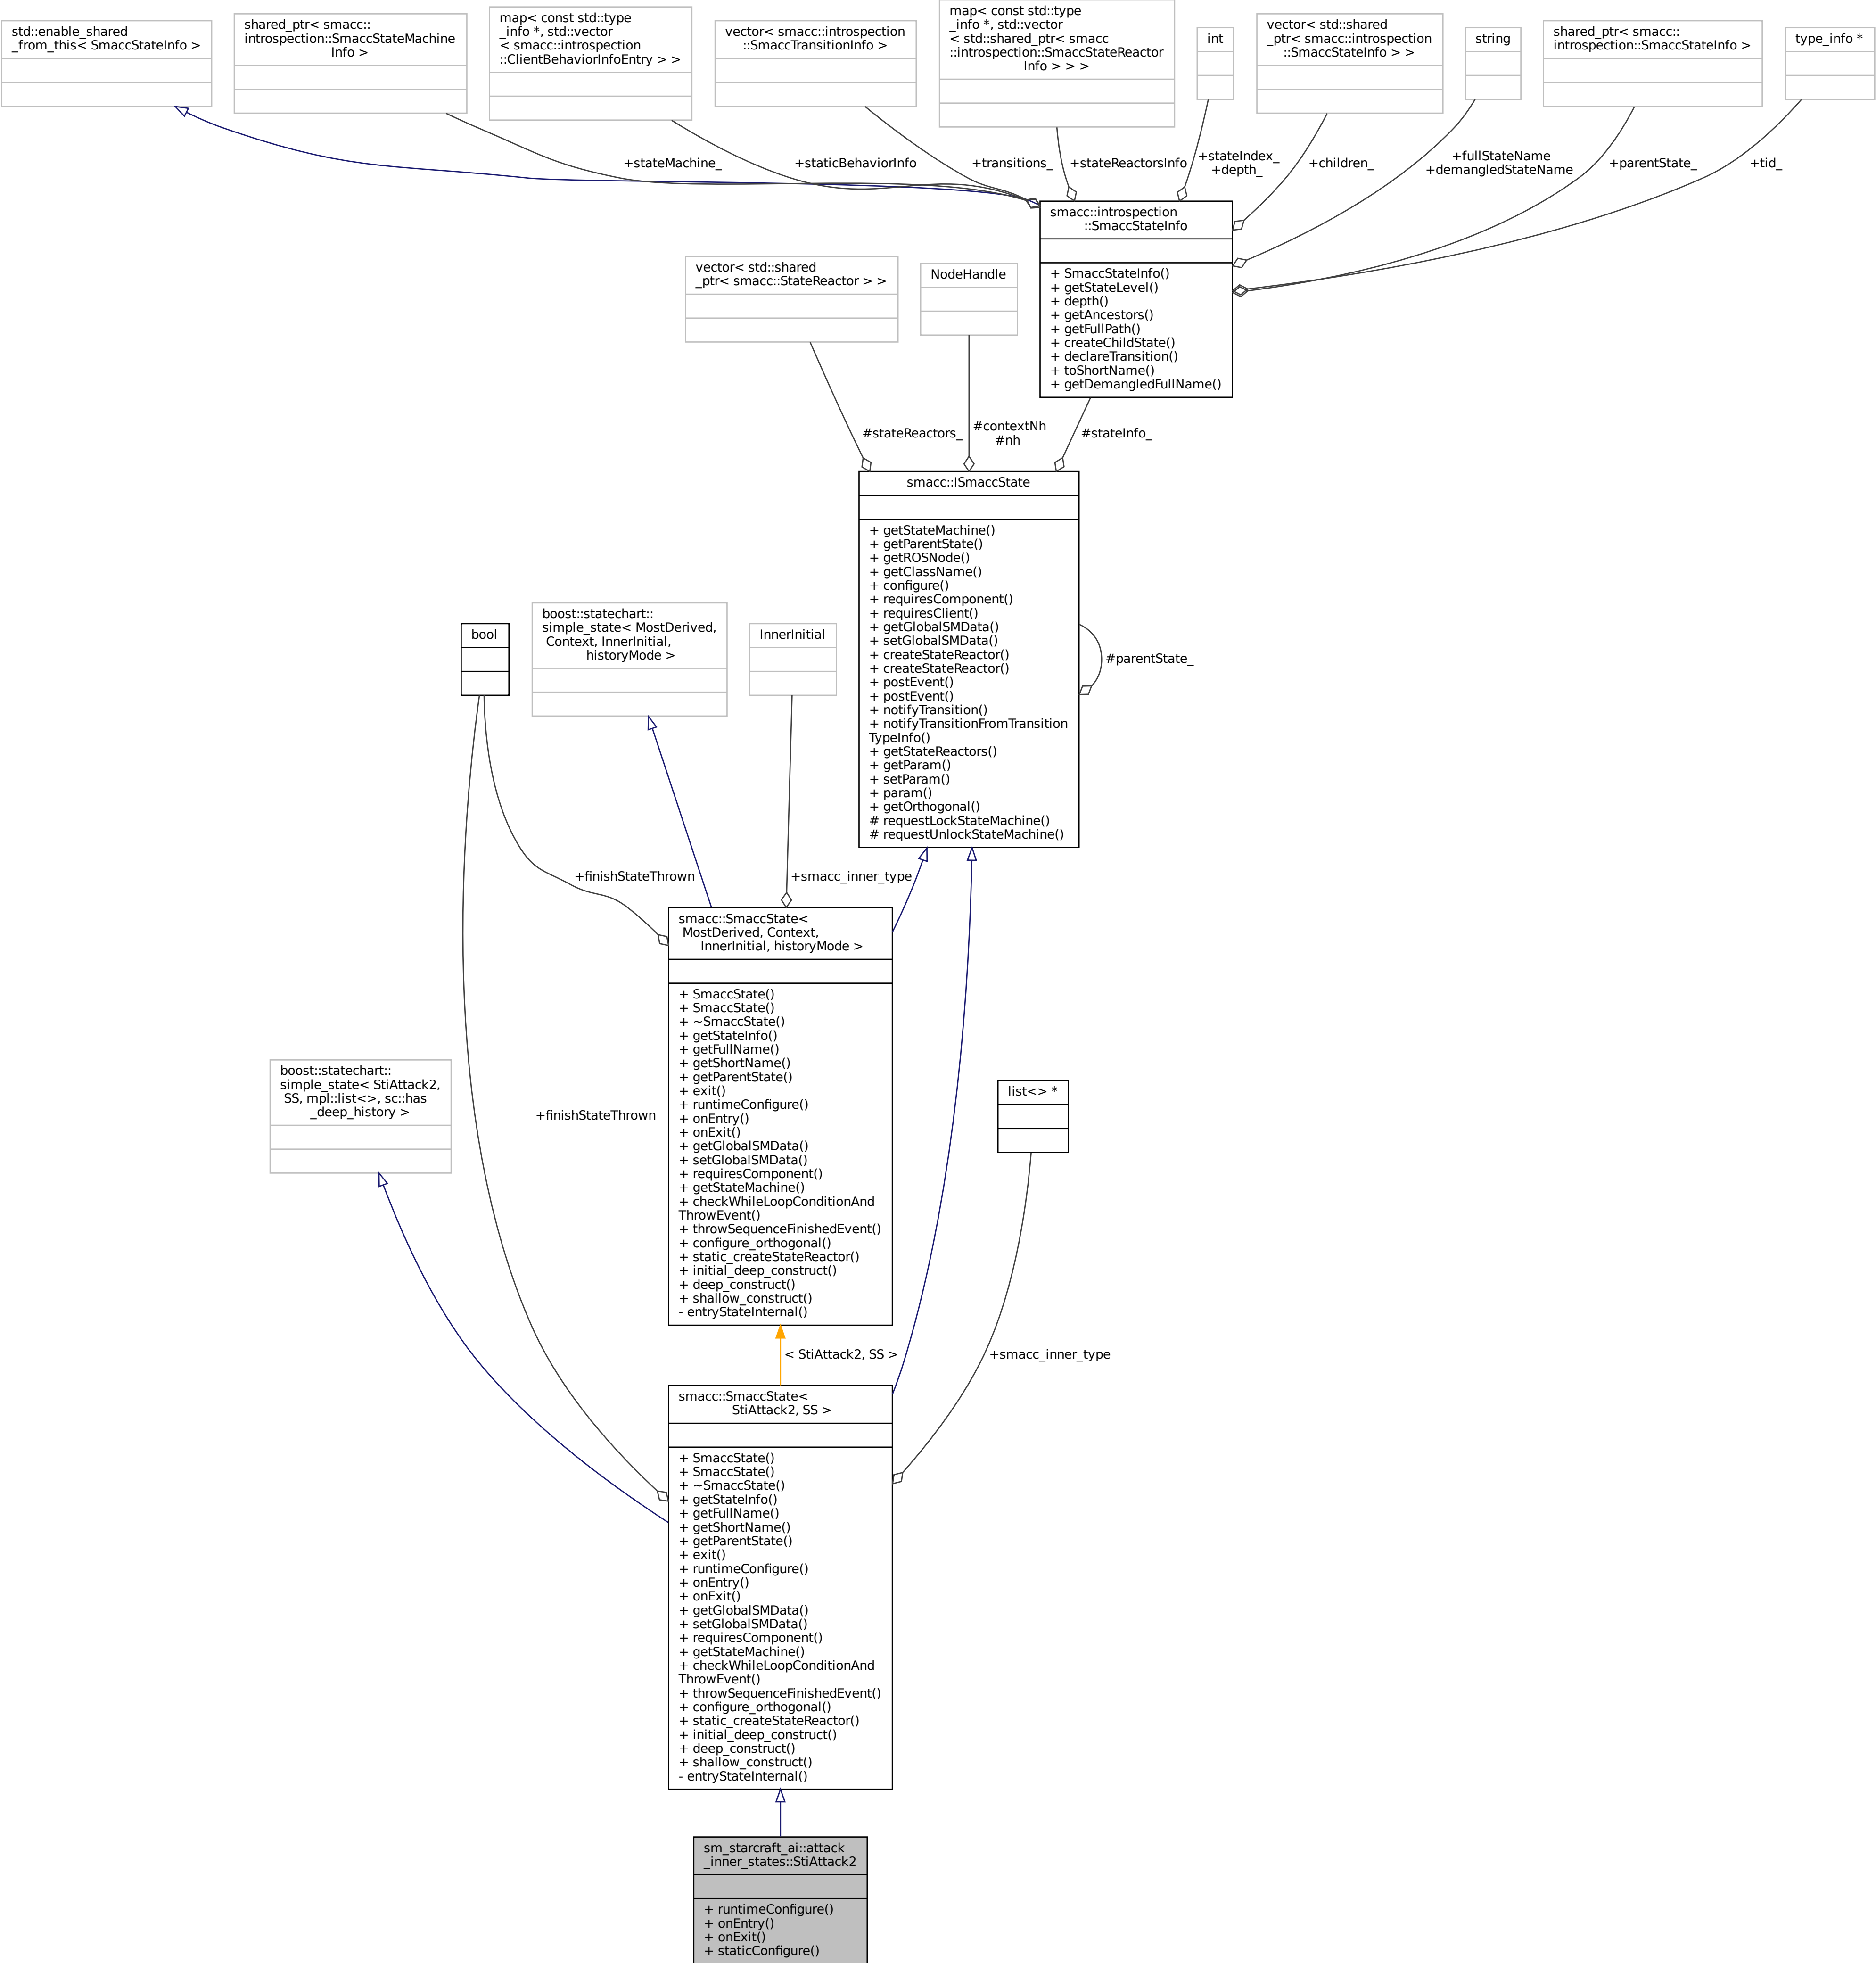 std::enable_shared
_from_this< SmaccStateInfo >
shared_ptr< smacc::
introspection::SmaccStateMachine
Info >
map< const std::type
_info *, std::vector
< smacc::introspection
::ClientBehaviorInfoEntry > >
vector< smacc::introspection
::SmaccTransitionInfo >
map< const std::type
_info *, std::vector
< std::shared_ptr< smacc
::introspection::SmaccStateReactor
Info > > >
int
vector< std::shared
_ptr< smacc::introspection
::SmaccStateInfo > >
string
shared_ptr< smacc::
introspection::SmaccStateInfo >
type_info *
+stateMachine_
+staticBehaviorInfo
+transitions_
+stateReactorsInfo
+stateIndex_
+depth_
+children_
+fullStateName
+demangledStateName
+parentState_
+tid_
smacc::introspection
::SmaccStateInfo
+ SmaccStateInfo()
+ getStateLevel()
+ depth()
+ getAncestors()
+ getFullPath()
+ createChildState()
+ declareTransition()
+ toShortName()
+ getDemangledFullName()
vector< std::shared
_ptr< smacc::StateReactor > >
NodeHandle
#stateReactors_
#contextNh
#nh
#stateInfo_
smacc::ISmaccState
+ getStateMachine()
+ getParentState()
+ getROSNode()
+ getClassName()
+ configure()
+ requiresComponent()
+ requiresClient()
+ getGlobalSMData()
+ setGlobalSMData()
+ createStateReactor()
+ createStateReactor()
+ postEvent()
+ postEvent()
+ notifyTransition()
+ notifyTransitionFromTransition
TypeInfo()
+ getStateReactors()
+ getParam()
+ setParam()
+ param()
+ getOrthogonal()
# requestLockStateMachine()
# requestUnlockStateMachine()
#parentState_
bool
boost::statechart::
simple_state< MostDerived,
Context, InnerInitial,
historyMode >
InnerInitial
+finishStateThrown
+smacc_inner_type
smacc::SmaccState<
MostDerived, Context,
InnerInitial, historyMode >
+ SmaccState()
+ SmaccState()
+ ~SmaccState()
+ getStateInfo()
+ getFullName()
+ getShortName()
+ getParentState()
+ exit()
+ runtimeConfigure()
+ onEntry()
+ onExit()
+ getGlobalSMData()
+ setGlobalSMData()
+ requiresComponent()
+ getStateMachine()
+ checkWhileLoopConditionAnd
ThrowEvent()
+ throwSequenceFinishedEvent()
+ configure_orthogonal()
+ static_createStateReactor()
+ initial_deep_construct()
+ deep_construct()
+ shallow_construct()
- entryStateInternal()
boost::statechart::
simple_state< StiAttack2,
SS, mpl::list<>, sc::has
_deep_history >
+finishStateThrown
list<> *
< StiAttack2, SS >
+smacc_inner_type
smacc::SmaccState<
StiAttack2, SS >
+ SmaccState()
+ SmaccState()
+ ~SmaccState()
+ getStateInfo()
+ getFullName()
+ getShortName()
+ getParentState()
+ exit()
+ runtimeConfigure()
+ onEntry()
+ onExit()
+ getGlobalSMData()
+ setGlobalSMData()
+ requiresComponent()
+ getStateMachine()
+ checkWhileLoopConditionAnd
ThrowEvent()
+ throwSequenceFinishedEvent()
+ configure_orthogonal()
+ static_createStateReactor()
+ initial_deep_construct()
+ deep_construct()
+ shallow_construct()
- entryStateInternal()
sm_starcraft_ai::attack
_inner_states::StiAttack2
+ runtimeConfigure()
+ onEntry()
+ onExit()
+ staticConfigure()